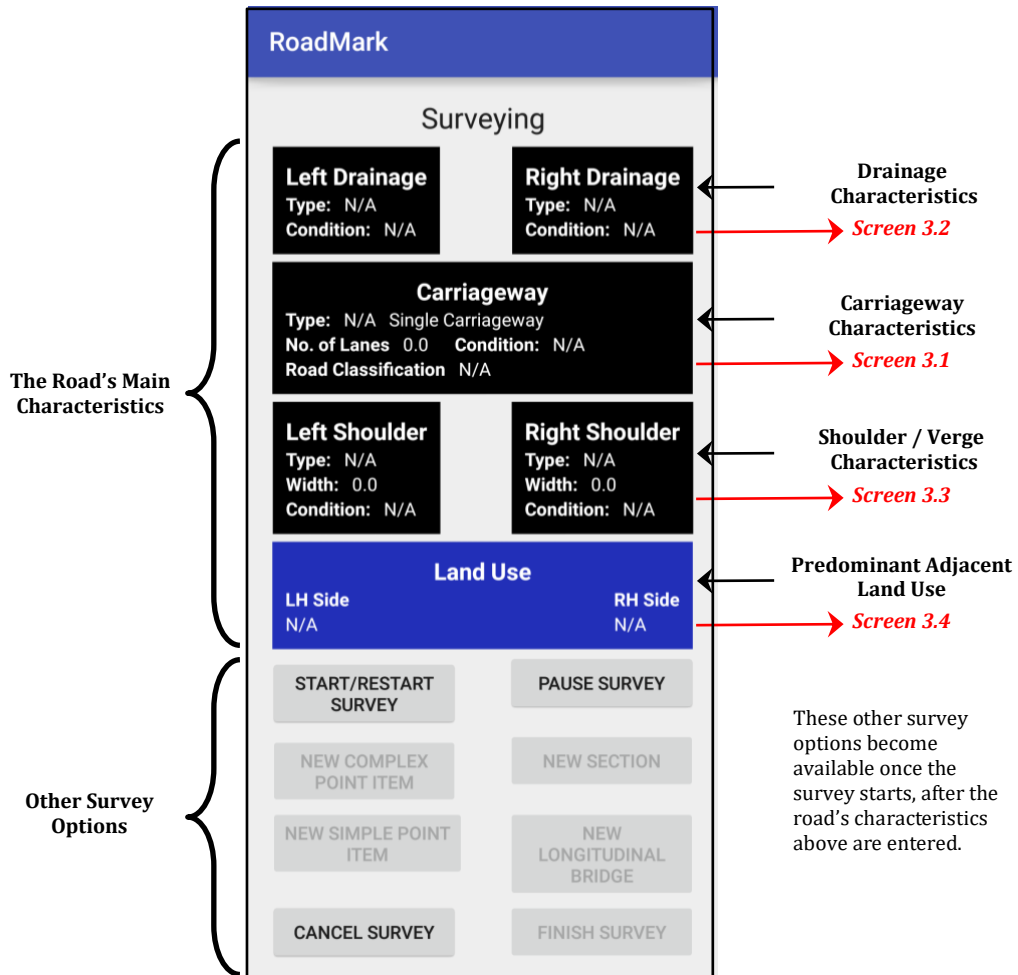 RoadMark
Surveying
Left Drainage
Type: N/A
Condition: N/A
Right Drainage
Type: N/A
Condition: N/A
Drainage
Characteristics
Screen 3.2
Carriageway
Type: N/A Single Carriageway
No. of Lanes 0.0 Condition: N/A
Road Classification N/A
Carriageway
Characteristics
Screen 3.1
The Road's Main
Characteristics
Left Shoulder
Type: N/A
Width: 0.0
Condition: N/A
Right Shoulder
Type: N/A
Width: 0.0
Condition: N/A
Shoulder / Verge
Characteristics
Screen 3.3
Land Use
LH Side
N/A
RH Side
N/A
Predominant Adjacent
Land Use
Screen 3.4
START/RESTART
SURVEY
PAUSE SURVEY
NEW COMPLEX
POINT ITEM
NEW SECTION
These other survey
options become
available once the
survey starts, after the
road's characteristics
above are entered.
Other Survey
Options
NEW SIMPLE POINT
ITEM
NEW
LONGITUDINAL
BRIDGE
CANCEL SURVEY
FINISH SURVEY